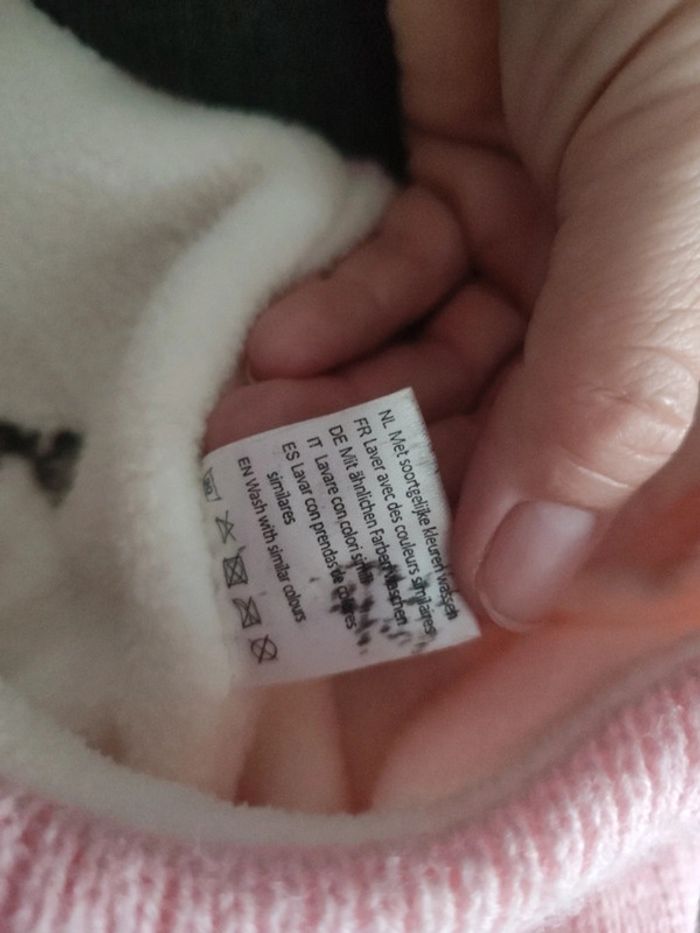 NL Met soortgelijke kleuren wassen
FR Laver avec des couleurs similaires
DE Mit ähnlichen Farben waschen
IT Lavare con colori simili
ES Lavar con prendas de colores
similares
EN Wash with similar colours